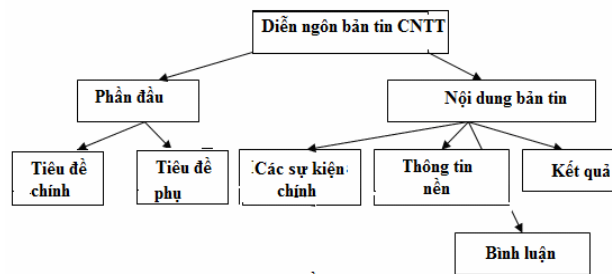 Diễn ngôn bản tin CNTT
Phần đầu
Nội dung bản tin
Tiêu đề
chính
Tiêu đề
phụ
Các sự kiện
chính
Thông tin
nền
Kết quả
Bình luận